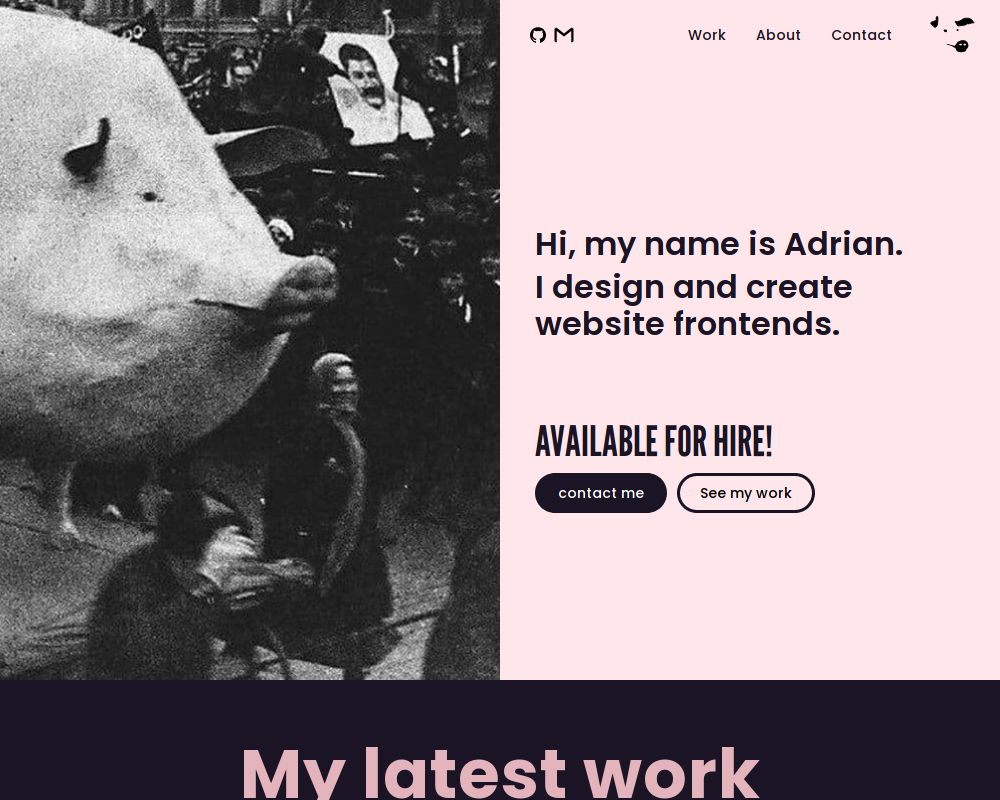 Work About Contact
Hi, my name is Adrian.
I design and create
website frontends.
AVAILABLE FOR HIRE!
contact me See my work
My latest work